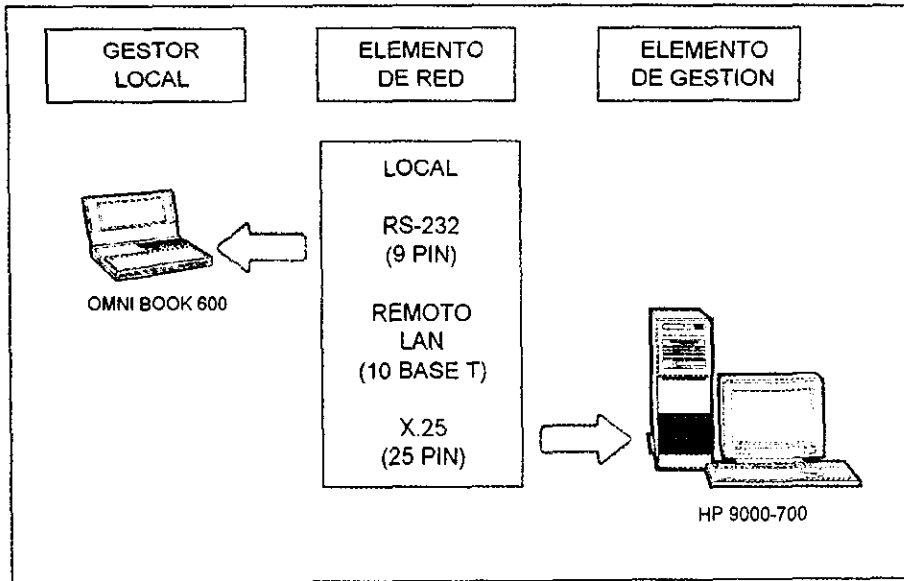 GESTOR
LOCAL
ELEMENTO
DE RED
ELEMENTO
DE GESTION
LOCAL
RS-232
(9 PIN)
OMNI BOOK 600
REMOTO
LAN
(10 BASE T)
X.25
(25 PIN)
HP 9000-700